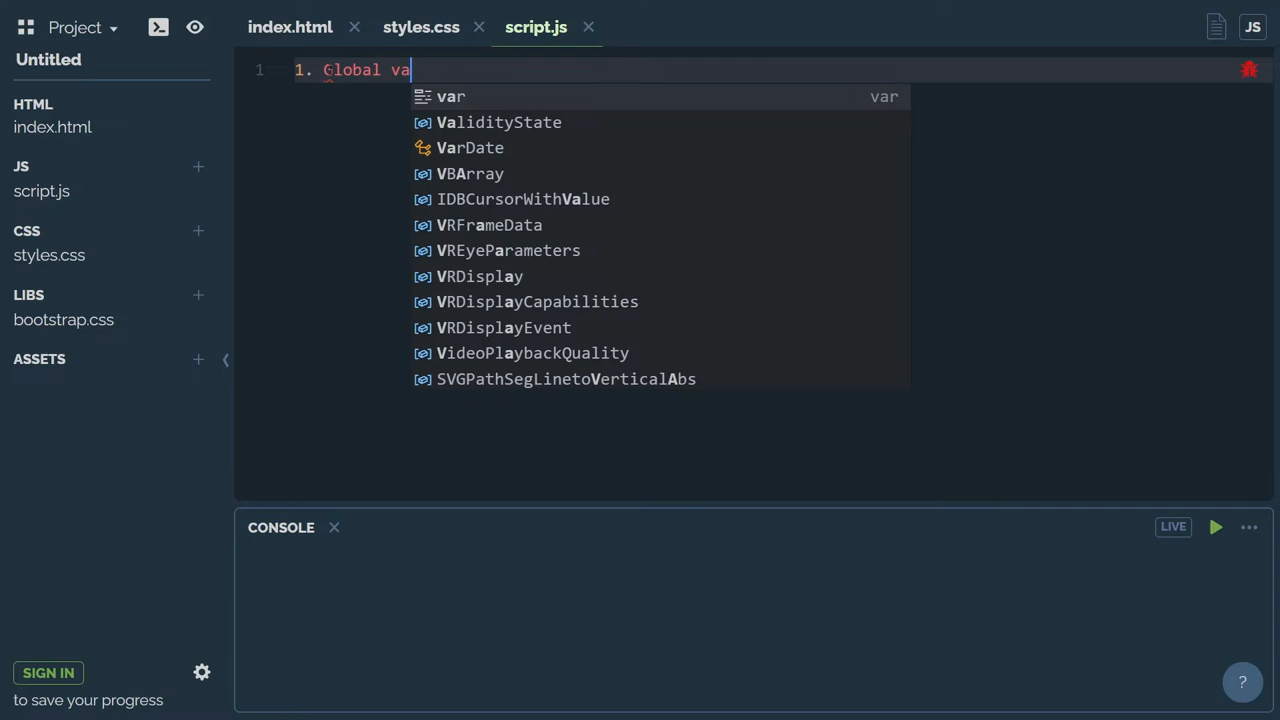 Project
index.html
styles.css
script.js
JS
Untitled
1
1. Global va
var
var
ValidityState
VarDate
VBArray
IDBCursorWithValue
VRFrameData
VREyeParameters
VRDisplay
VRDisplayCapabilities
VRDisplayEvent
VideoPlaybackQuality
SVGPathSegLinetoVerticalAbs
HTML
index.html
JS
script.js
CSS
styles.css
LIBS
bootstrap.css
ASSETS
CONSOLE
LIVE
SIGN IN
to save your progress
?